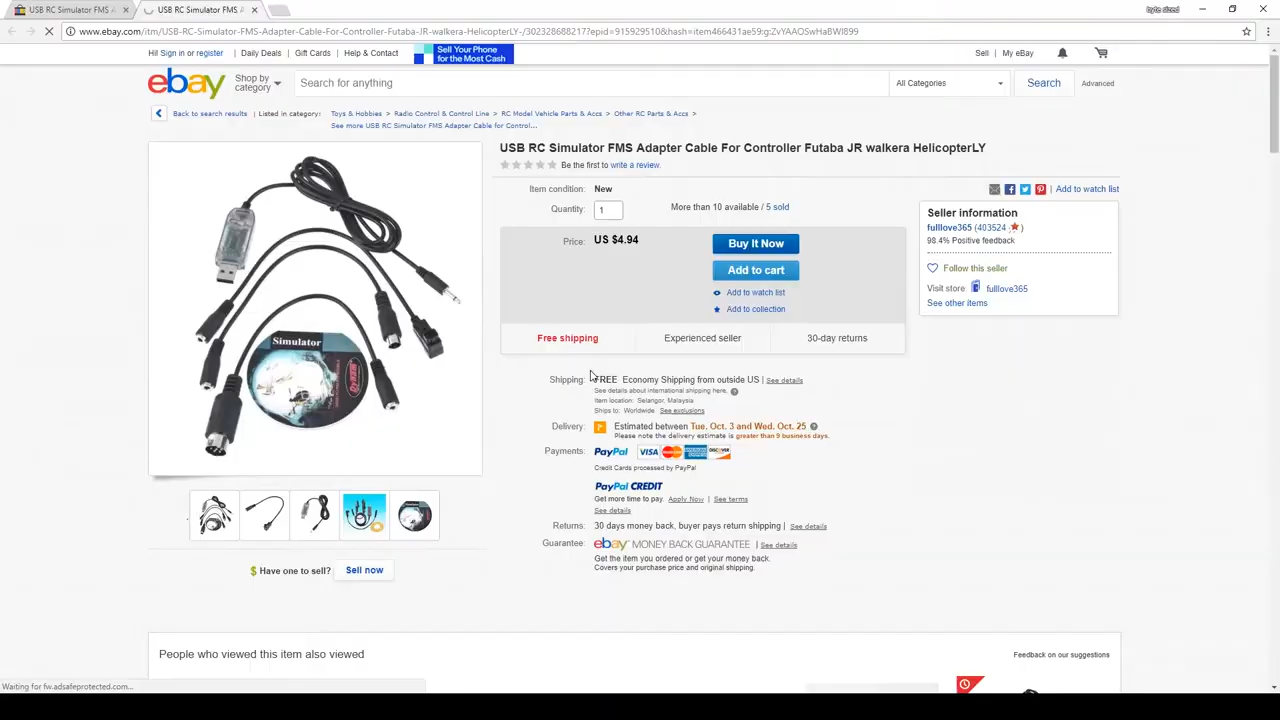 USB RC Simulator FMS A
USB RC Simulator FMS A
byte sized
www.ebay.com/itm/USB-RC-Simulator-FMS-Adapter-Cable-For-Controller-Futaba-JR-walkera-HelicopterLY-/302328688217?epid=915929510&hash=item466431ae59:g:ZvYAAOSwHaBWl899
Hi! Sign in or register
Daily Deals
Gift Cards
Help & Contact
Sell Your Phone
for the Most Cash
Sell
My eBay
ebay
Shop by
category
Search for anything
All Categories
Search
Advanced
Back to search results
Listed in category:
Toys & Hobbies > Radio Control & Control Line > RC Model Vehicle Parts & Accs > Other RC Parts & Accs >
See more USB RC Simulator FMS Adapter Cable for Control...
USB RC Simulator FMS Adapter Cable For Controller Futaba JR walkera HelicopterLY
Be the first to write a review.
Item condition: New
Quantity: 1
More than 10 available / 5 sold
Price: US $4.94
Buy It Now
Add to cart
Add to watch list
Add to collection
Free shipping
Experienced seller
30-day returns
Add to watch list
Seller information
fulllove365 (403524 )
98.4% Positive feedback
Follow this seller
Visit store: fulllove365
See other items
Simulator
Dynam
Shipping: FREE Economy Shipping from outside US | See details
See details about international shipping here.
Item location: Selangor, Malaysia
Ships to: Worldwide See exclusions
Delivery: Estimated between Tue. Oct. 3 and Wed. Oct. 25
Please note the delivery estimate is greater than 9 business days.
Payments: PayPal VISA MasterCard DISCOVER
Credit Cards processed by PayPal
PayPal CREDIT
Get more time to pay. Apply Now | See terms
See details
Returns: 30 days money back, buyer pays return shipping | See details
Guarantee: ebay MONEY BACK GUARANTEE | See details
Get the item you ordered or get your money back.
Covers your purchase price and original shipping.
$ Have one to sell? Sell now
People who viewed this item also viewed
Feedback on our suggestions
Waiting for fw.adsafeprotected.com...